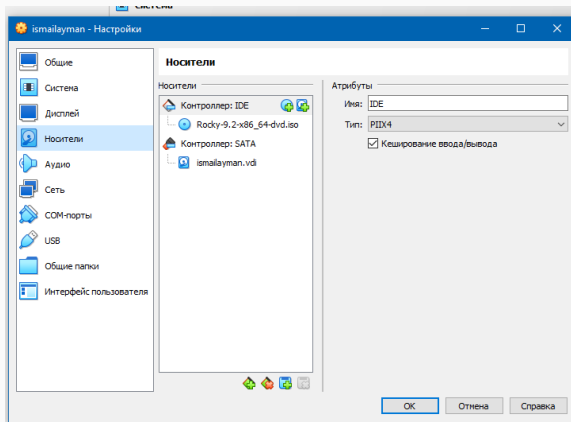 Система
ismailayman - Настройки
Общие
Система
Дисплей
Носители
Аудио
Сеть
COM-порты
USB
Общие папки
Интерфейс пользователя
Носители
Носители
Контроллер: IDE
Rocky-9.2-x86_64-dvd.iso
Контроллер: SATA
ismailayman.vdi
Атрибуты
Имя: IDE
Тип: PIIX4
Кеширование ввода/вывода
OK Отмена Справка